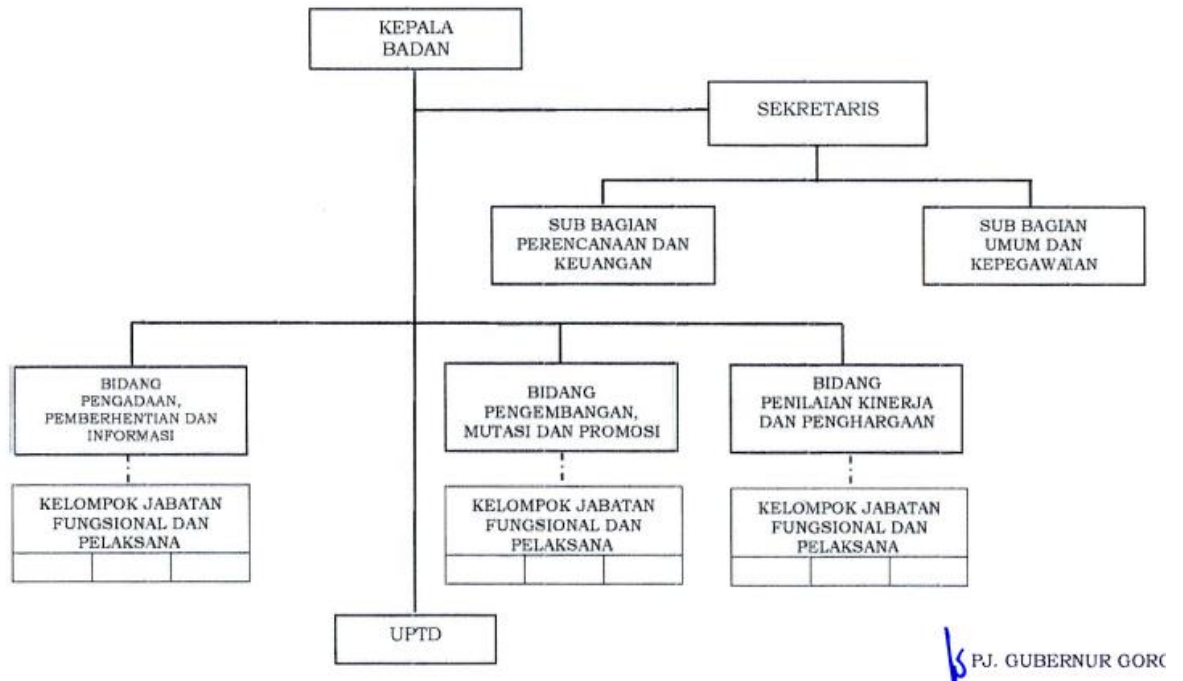 KEPALA
BADAN
SEKRETARIS
SUB BAGIAN
PERENCANAAN DAN
KEUANGAN
SUB BAGIAN
UMUM DAN
KEPEGAWAIAN
BIDANG
PENGADAAN,
PEMBERHENTIAN DAN
INFORMASI
BIDANG
PENGEMBANGAN,
MUTASI DAN PROMOSI
BIDANG
PENILAIAN KINERJA
DAN PENGHARGAAN
KELOMPOK JABATAN
FUNGSIONAL DAN
PELAKSANA
KELOMPOK JABATAN
FUNGSIONAL DAN
PELAKSANA
KELOMPOK JABATAN
FUNGSIONAL DAN
PELAKSANA
UPTD
PJ. GUBERNUR GORO